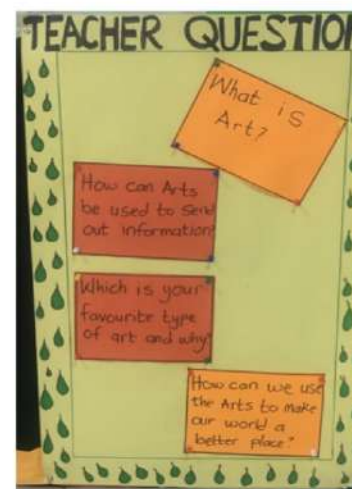 TEACHER QUESTION
What is
Art?
How can Arts
be used to send
out information?
Which is your
favourite type
of art and why?
How can we use
the Arts to make
our world a
better place?